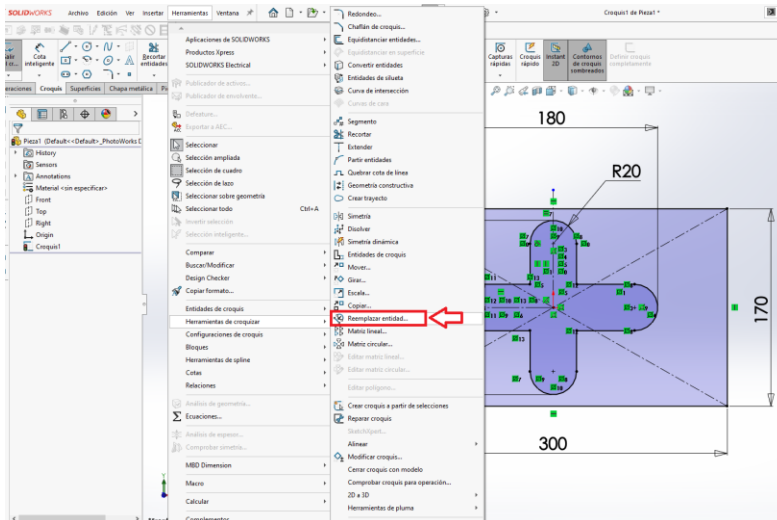 SOLIDWORKS Archivo Edición Ver Insertar Herramientas Ventana Croquis1 de Pieza1 *
Cota inteligente
Recortar entidades
Capturas rápidas
Croquis rápido
Instant 2D
Contornos de croquis sombreados
Definir croquis completamente
Croquis Superficies Chapa metálica
Pieza1 (Default<<Default>_PhotoWorks D
History
Sensors
Annotations
Material <sin especificar>
Front
Top
Right
Origin
Croquis1
Aplicaciones de SOLIDWORKS
Productos Xpress
SOLIDWORKS Electrical
Publicador de activos...
Publicador de envolvente...
Defeature...
Exportar a AEC...
Seleccionar
Selección ampliada
Selección de cuadro
Selección de lazo
Seleccionar sobre geometría
Seleccionar todo Ctrl+A
Invertir selección
Selección inteligente...
Comparar
Buscar/Modificar
Design Checker
Copiar formato...
Entidades de croquis
Herramientas de croquizar
Configuraciones de croquis
Bloques
Herramientas de spline
Cotas
Relaciones
Análisis de geometría...
Ecuaciones...
Análisis de espesor...
Comprobar simetría...
MBD Dimension
Macro
Calcular
Complementos...
Redondeo...
Chaflán de croquis...
Equidistanciar entidades...
Equidistanciar en superficie
Convertir entidades
Entidades de silueta
Curva de intersección
Curvas de cara
Segmento
Recortar
Extender
Partir entidades
Quebrar cota de línea
Geometría constructiva
Crear trayecto
Simetría
Disolver
Simetría dinámica
Entidades de croquis
Mover...
Girar...
Escala...
Copiar...
Reemplazar entidad...
Matriz lineal...
Matriz circular...
Editar matriz lineal...
Editar matriz circular...
Editar polígono...
Crear croquis a partir de selecciones
Reparar croquis
SketchXpert...
Alinear
Modificar croquis...
Cerrar croquis con modelo
Comprobar croquis para operación...
2D a 3D
Herramientas de pluma
180
R20
170
300